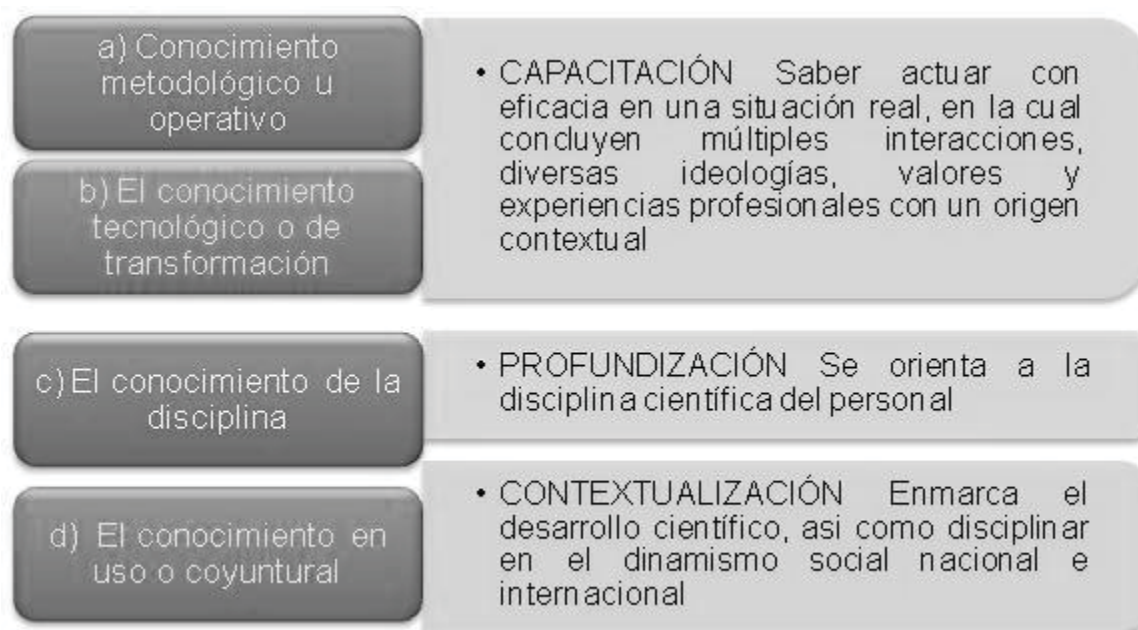 a) Conocimiento
metodológico u
operativo
b) El conocimiento
tecnológico o de
transformación
• CAPACITACIÓN Saber actuar con
eficacia en una situación real, en la cual
concluyen múltiples interacciones,
diversas ideologías, valores y
experiencias profesionales con un origen
contextual
c) El conocimiento de la
disciplina
• PROFUNDIZACIÓN Se orienta a la
disciplina científica del personal
d) El conocimiento en
uso o coyuntural
• CONTEXTUALIZACIÓN Enmarca el
desarrollo científico, asi como disciplinar
en el dinamismo social nacional e
internacional